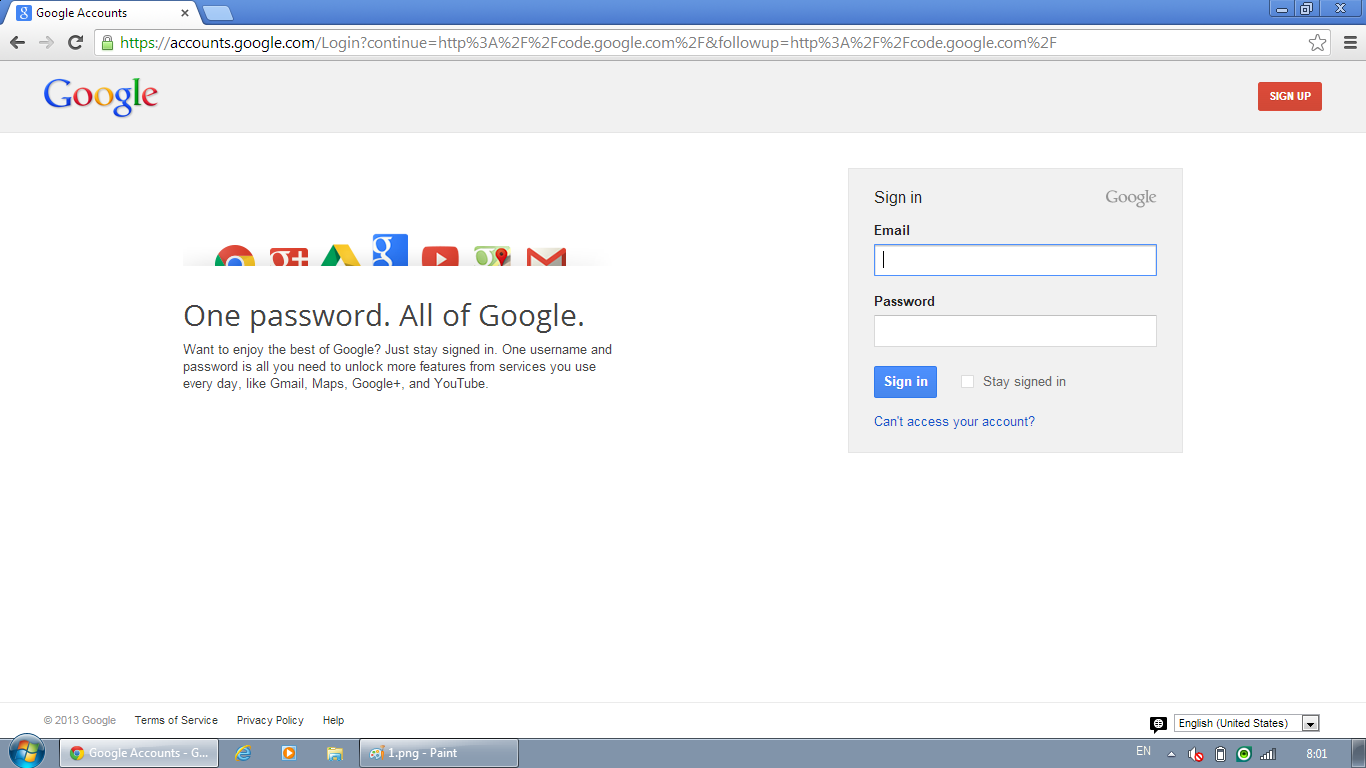 Google Accounts
https://accounts.google.com/Login?continue=http%3A%2F%2Fcode.google.com%2F&followup=http%3A%2F%2Fcode.google.com%2F
Google
SIGN UP
Sign in
Google
Email
Password
Sign in
Stay signed in
Can't access your account?
One password. All of Google.
Want to enjoy the best of Google? Just stay signed in. One username and
password is all you need to unlock more features from services you use
every day, like Gmail, Maps, Google+, and YouTube.
© 2013 Google Terms of Service Privacy Policy Help
English (United States)
Google Accounts - G...
1.png - Paint
EN
8:01